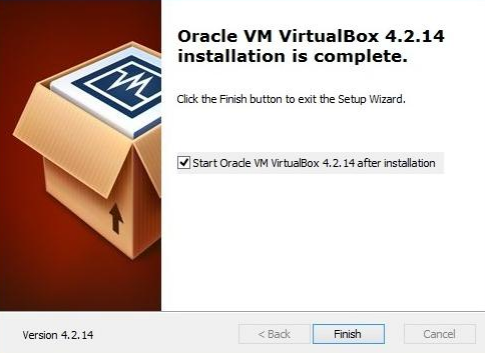 Oracle VM VirtualBox 4.2.14
installation is complete.
Click the Finish button to exit the Setup Wizard.
Start Oracle VM VirtualBox 4.2.14 after installation
Version 4.2.14
< Back
Finish
Cancel